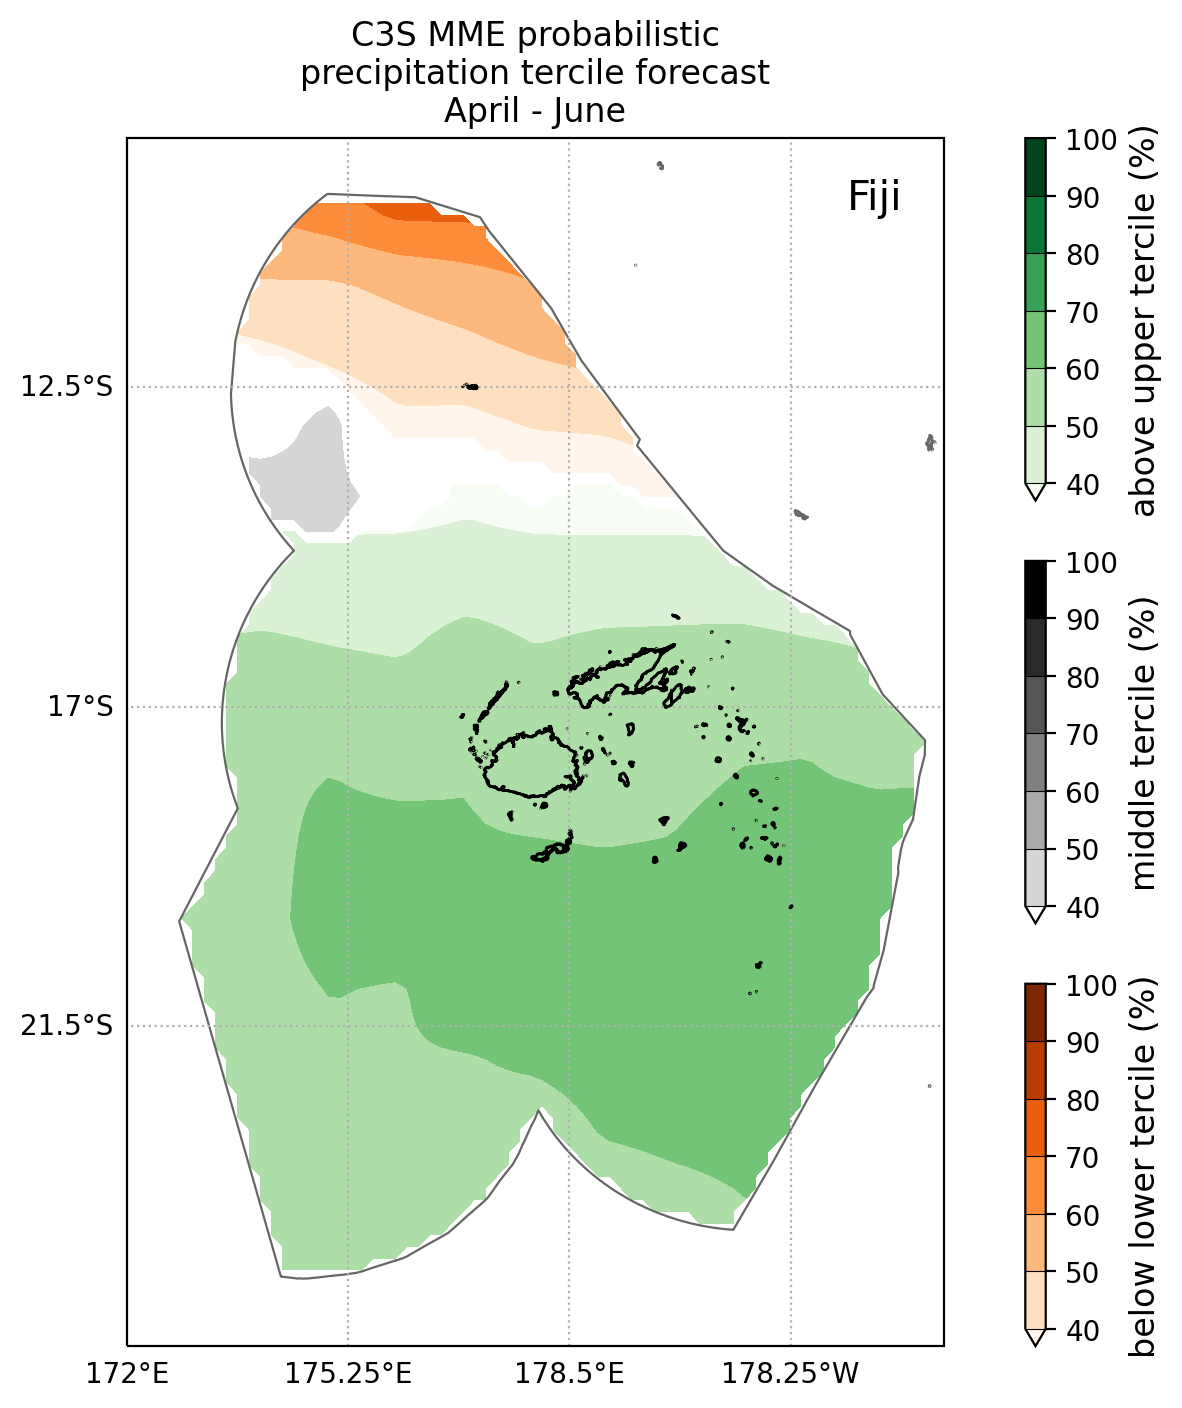 C3S MME probabilistic
precipitation tercile forecast
April - June
Fiji
12.5°S
17°S
21.5°S
172°E
175.25°E
178.5°E
178.25°W
100
90
80
70
60
50
40
above upper tercile (%)
100
90
80
70
60
50
40
middle tercile (%)
100
90
80
70
60
50
40
below lower tercile (%)